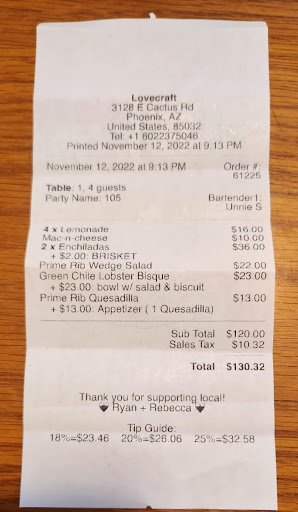 Lovecraft
3128 E Cactus Rd
Phoenix, AZ
United States, 85032
Tel: +1 6022375046
Printed November 12, 2022 at 9:13 PM
November 12, 2022 at 9:13 PM Order #:
61225
Table: 1, 4 guests
Party Name: 105 Bartender1:
Unnie S
4 x Lemonade $16.00
Mac-n-cheese $10.00
2 x Enchiladas $36.00
+ $2.00: BRISKET
Prime Rib Wedge Salad $22.00
Green Chile Lobster Bisque $23.00
+ $23.00: bowl w/ salad & biscuit
Prime Rib Quesadilla $13.00
+ $13.00: Appetizer ( 1 Quesadilla)
Sub Total $120.00
Sales Tax $10.32
Total $130.32
Thank you for supporting local!
Ryan + Rebecca
Tip Guide:
18%=$23.46 20%=$26.06 25%=$32.58